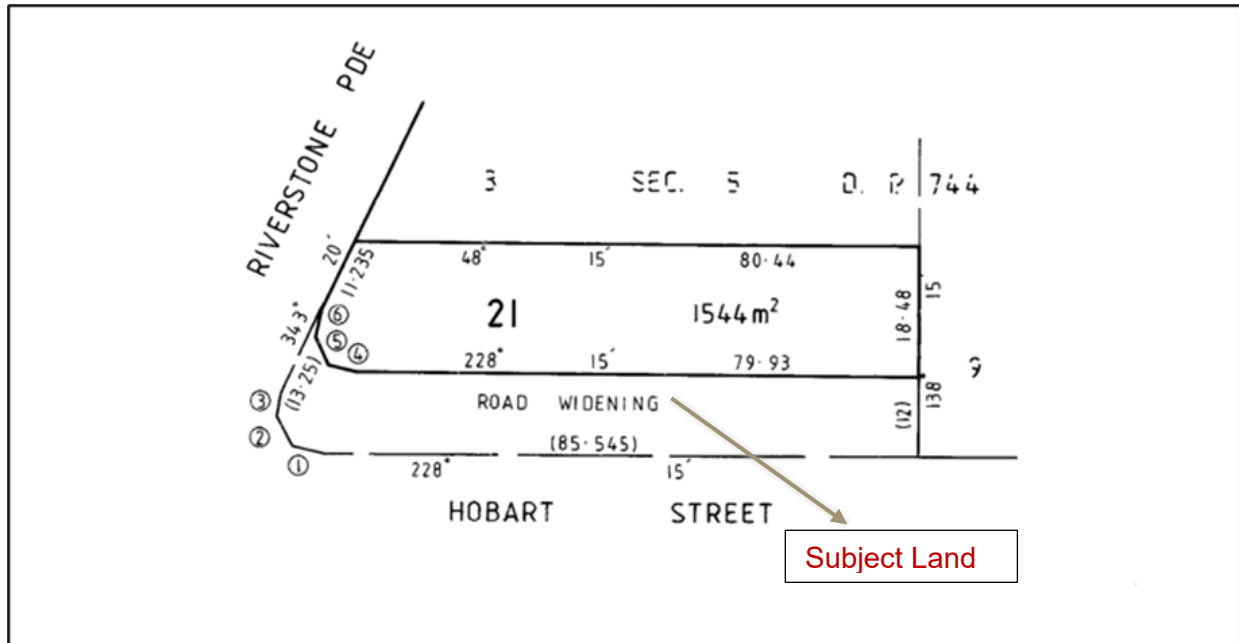 RIVERSTONE PDE
3 SEC. 5 D. P. 744
20' 11·235
48° 15' 80·44
⑥
21 1544m²
18·48 15'
343°
⑤ ④
228° 15' 79·93
9
(13·25)
③
ROAD WIDENING
(12) 138
②
(85·545)
①
228° 15'
HOBART STREET
Subject Land